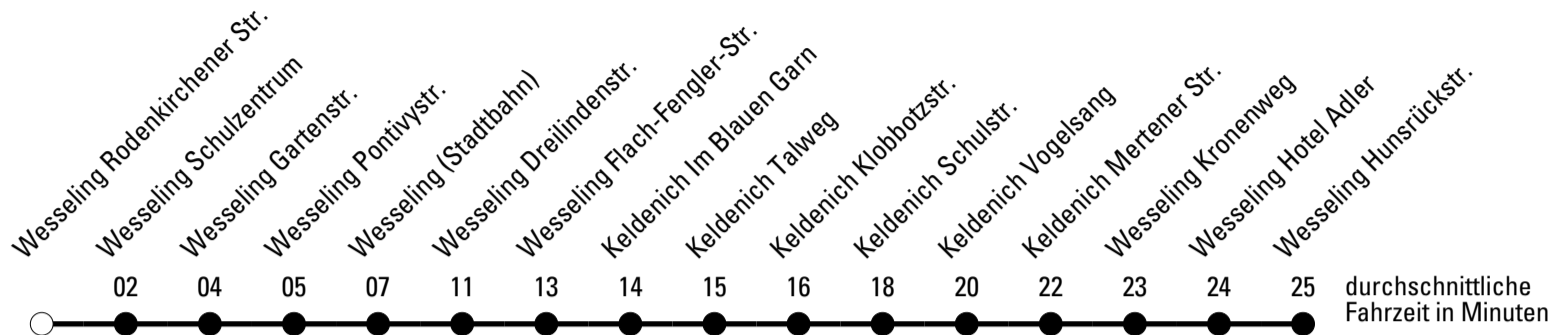 Wesseling Rodenkirchener Str.
Wesseling Schulzentrum
Wesseling Gartenstr.
Wesseling Pontivystr.
Wesseling (Stadtbahn)
Wesseling Dreilindenstr.
Wesseling Flach-Fengler-Str.
Keldenich Im Blauen Garn
Keldenich Talweg
Keldenich Klobbotzstr.
Keldenich Schulstr.
Keldenich Vogelsang
Keldenich Mertener Str.
Wesseling Kronenweg
Wesseling Hotel Adler
Wesseling Hunsrückstr.
02 04 05 07 11 13 14 15 16 18 20 22 23 24 25
durchschnittliche
Fahrzeit in Minuten